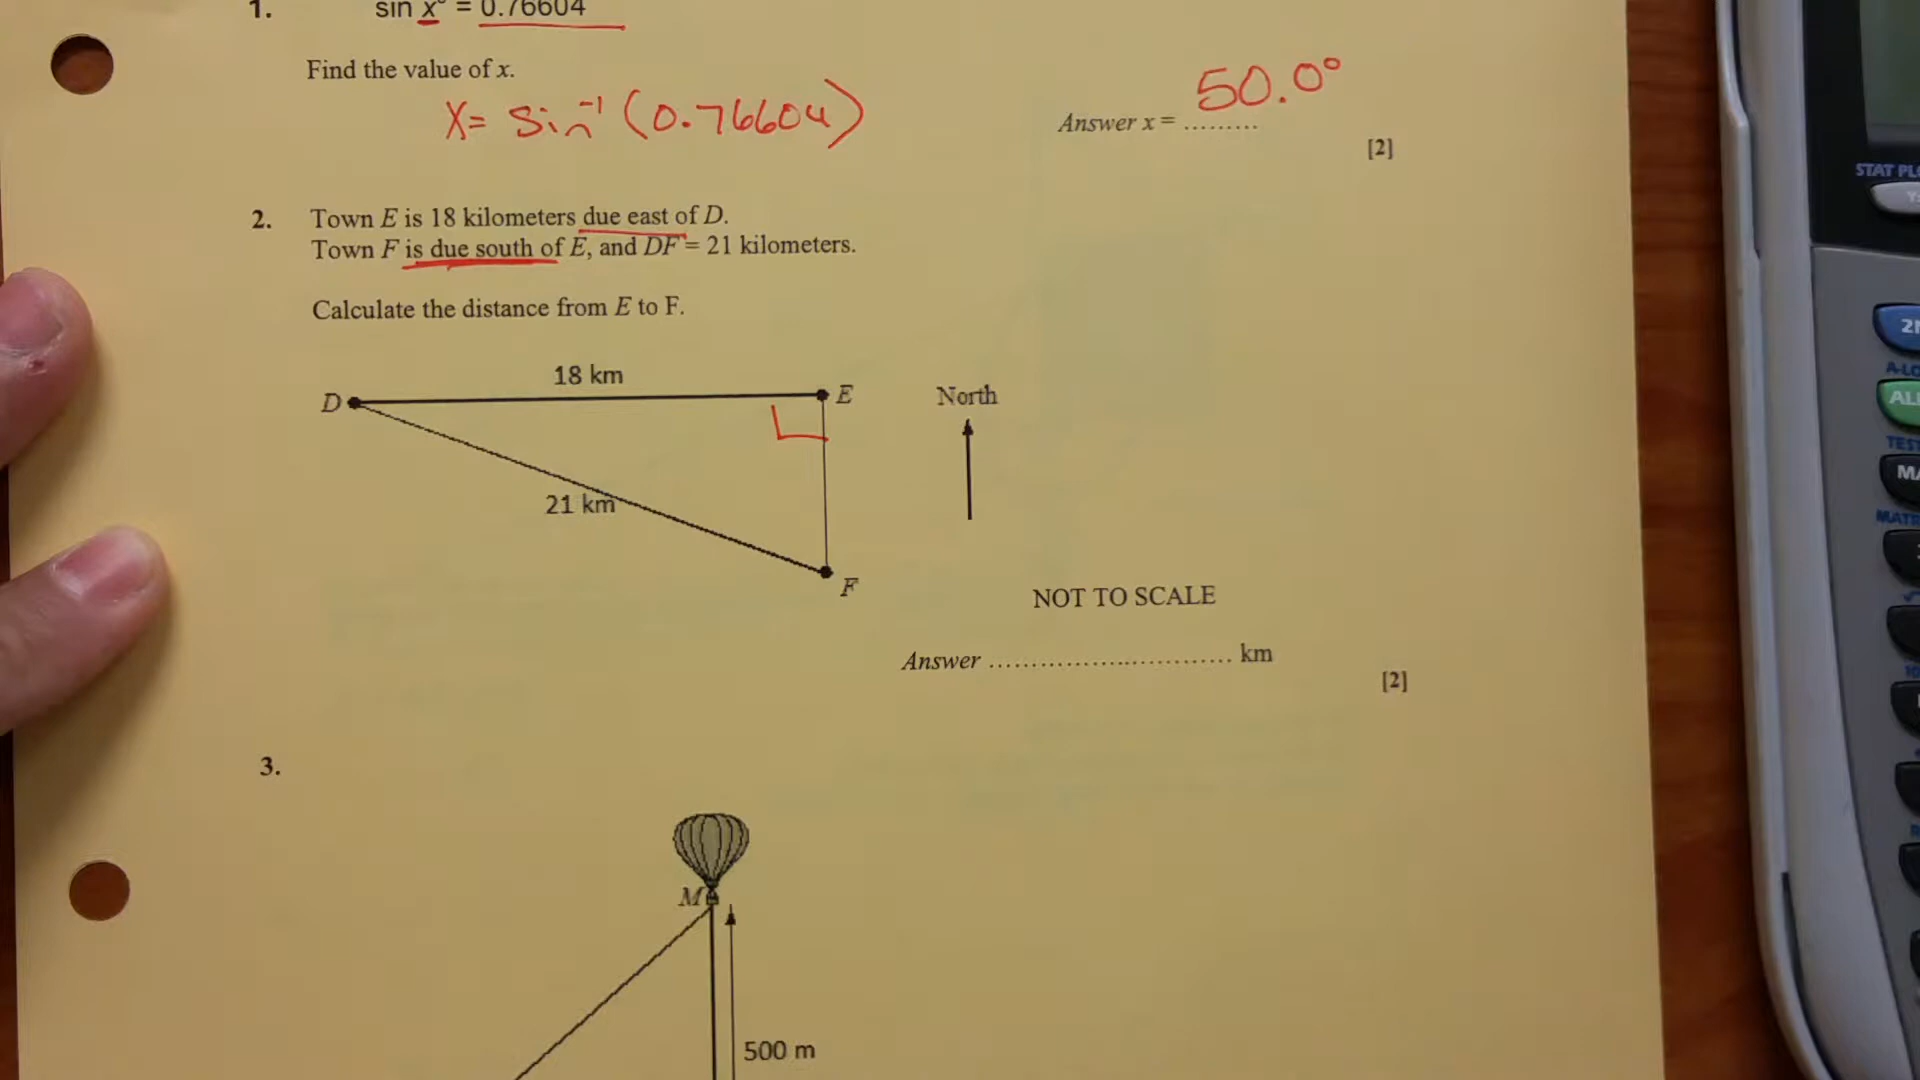 1. sin x° = 0.76604
Find the value of x.
x = sin⁻¹ (0.76604)
50.0°
Answer x = .........
[2]
2. Town E is 18 kilometers due east of D.
Town F is due south of E, and DF = 21 kilometers.
Calculate the distance from E to F.
18 km
D
E
North
21 km
F
NOT TO SCALE
Answer ............................. km
[2]
3.
M
500 m
STAT